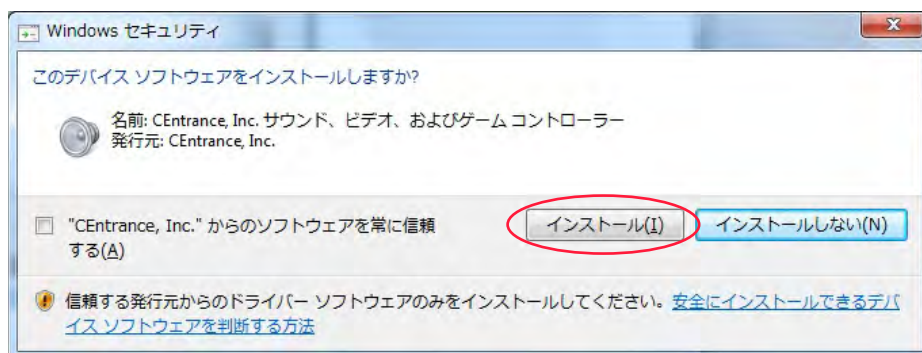 Windows セキュリティ
このデバイス ソフトウェアをインストールしますか?
名前: CEntrance, Inc. サウンド、ビデオ、およびゲーム コントローラー
発行元: CEntrance, Inc.
"CEntrance, Inc." からのソフトウェアを常に信頼
する(A)
インストール(I)
インストールしない(N)
信頼する発行元からのドライバー ソフトウェアのみをインストールしてください。安全にインストールできるデバ
イス ソフトウェアを判断する方法